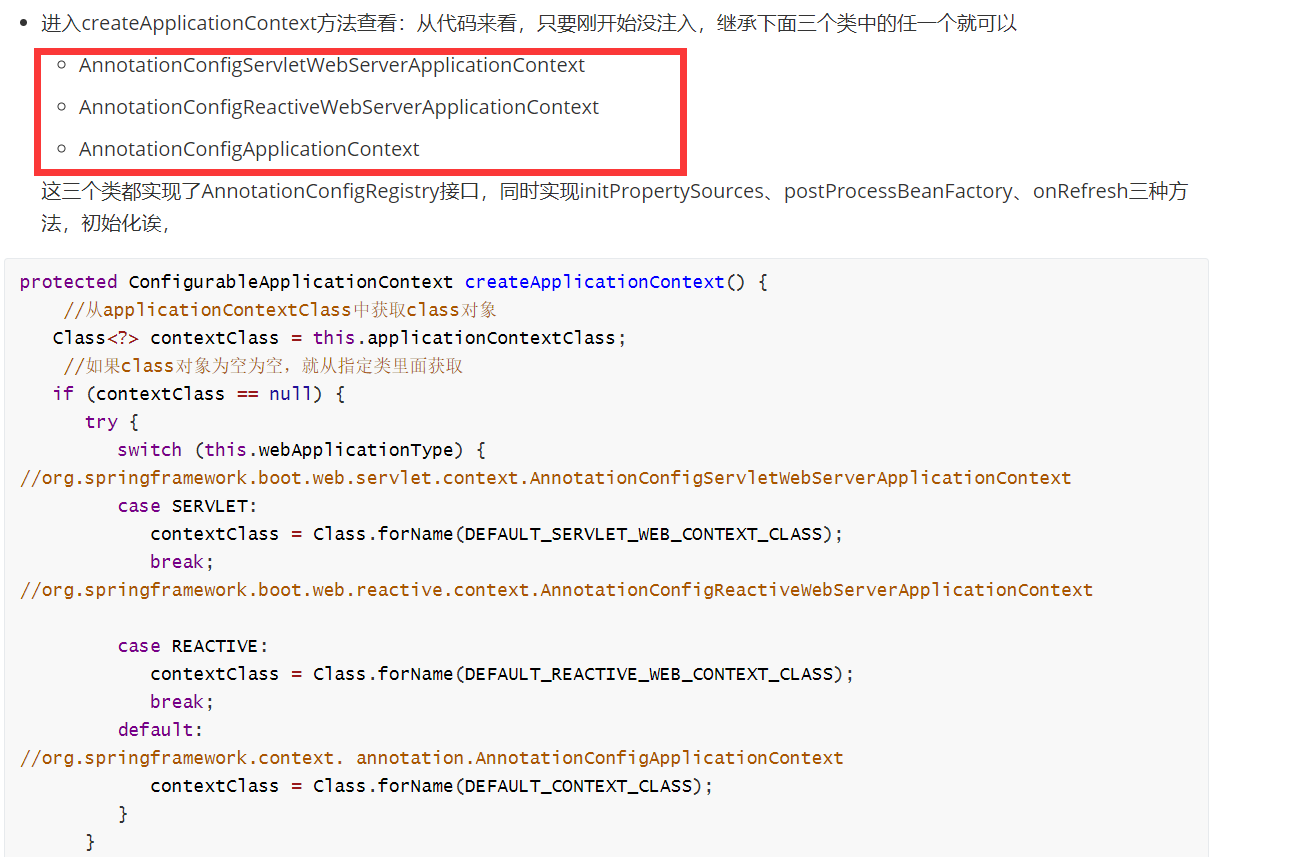 进入createApplicationContext方法查看：从代码来看，只要刚开始没注入，继承下面三个类中的任一个就可以
AnnotationConfigServletWebServerApplicationContext
AnnotationConfigReactiveWebServerApplicationContext
AnnotationConfigApplicationContext
这三个类都实现了AnnotationConfigRegistry接口，同时实现initPropertySources、postProcessBeanFactory、onRefresh三种方
法，初始化诶，
protected ConfigurableApplicationContext createApplicationContext() {
//从applicationContextClass中获取class对象
Class<?> contextClass = this.applicationContextClass;
//如果class对象为空为空，就从指定类里面获取
if (contextClass == null) {
try {
switch (this.webApplicationType) {
//org.springframework.boot.web.servlet.context.AnnotationConfigServletWebServerApplicationContext
case SERVLET:
contextClass = Class.forName(DEFAULT_SERVLET_WEB_CONTEXT_CLASS);
break;
//org.springframework.boot.web.reactive.context.AnnotationConfigReactiveWebServerApplicationContext
case REACTIVE:
contextClass = Class.forName(DEFAULT_REACTIVE_WEB_CONTEXT_CLASS);
break;
default:
//org.springframework.context. annotation.AnnotationConfigApplicationContext
contextClass = Class.forName(DEFAULT_CONTEXT_CLASS);
}
}